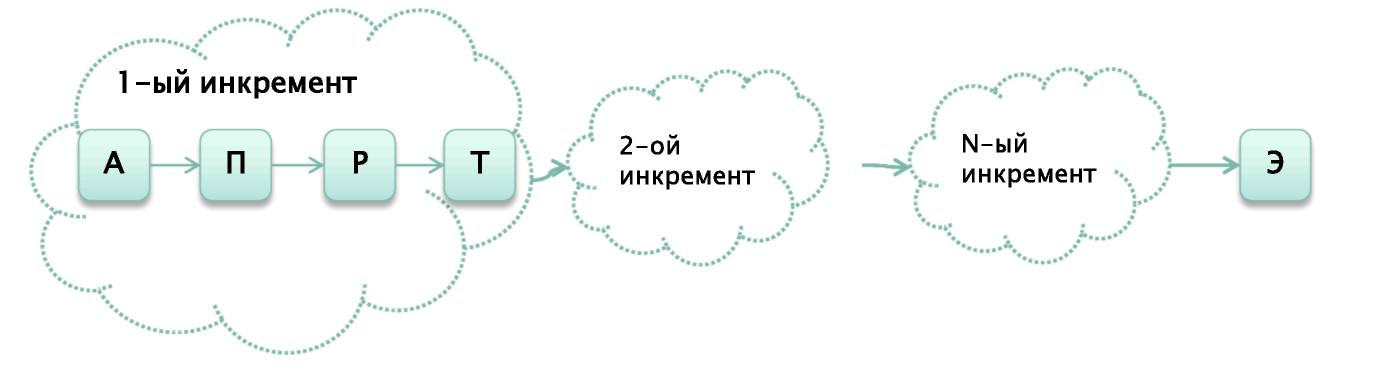 1-ый инкремент
А
П
Р
Т
2-ой
инкремент
N-ый
инкремент
Э